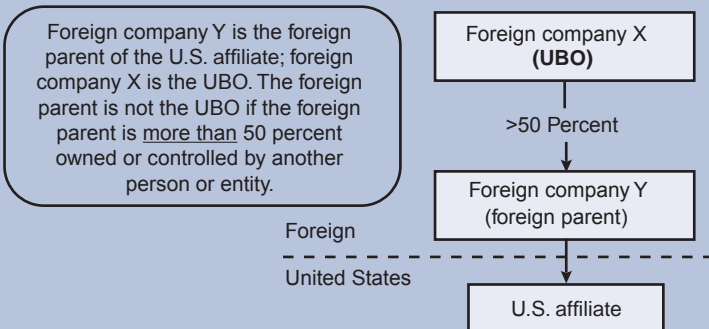 Foreign company Y is the foreign
parent of the U.S. affiliate; foreign
company X is the UBO. The foreign
parent is not the UBO if the foreign
parent is more than 50 percent
owned or controlled by another
person or entity.
Foreign company X
(UBO)
>50 Percent
Foreign company Y
(foreign parent)
Foreign
United States
U.S. affiliate